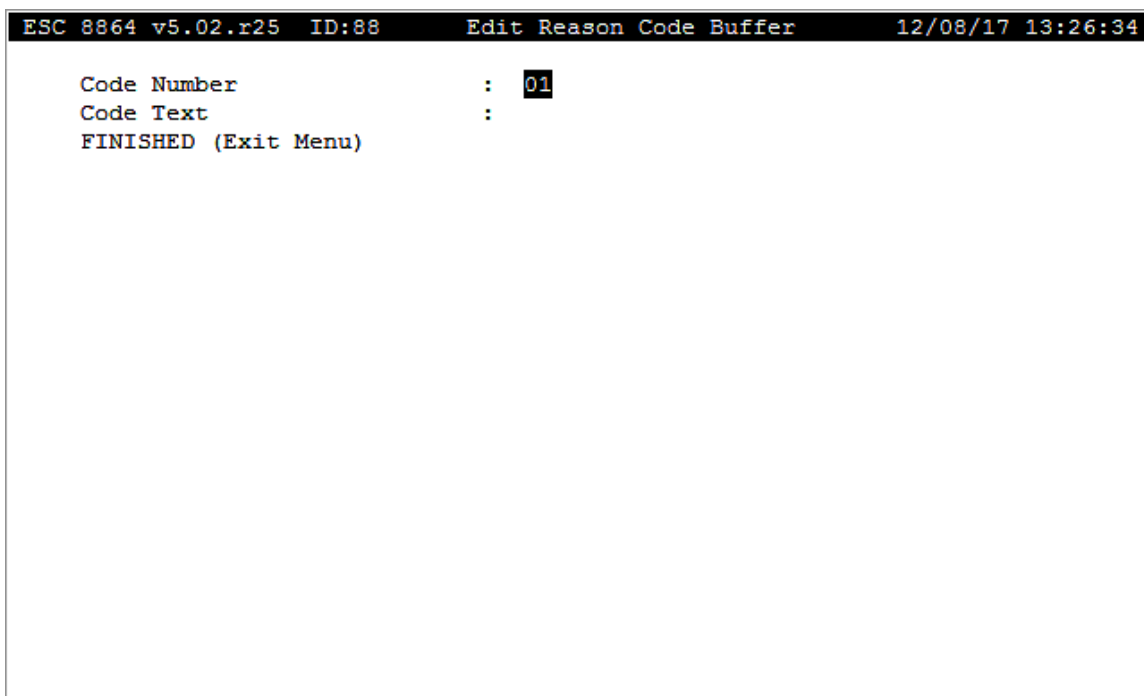 ESC 8864 v5.02.r25 ID:88 Edit Reason Code Buffer 12/08/17 13:26:34
Code Number : 01
Code Text :
FINISHED (Exit Menu)